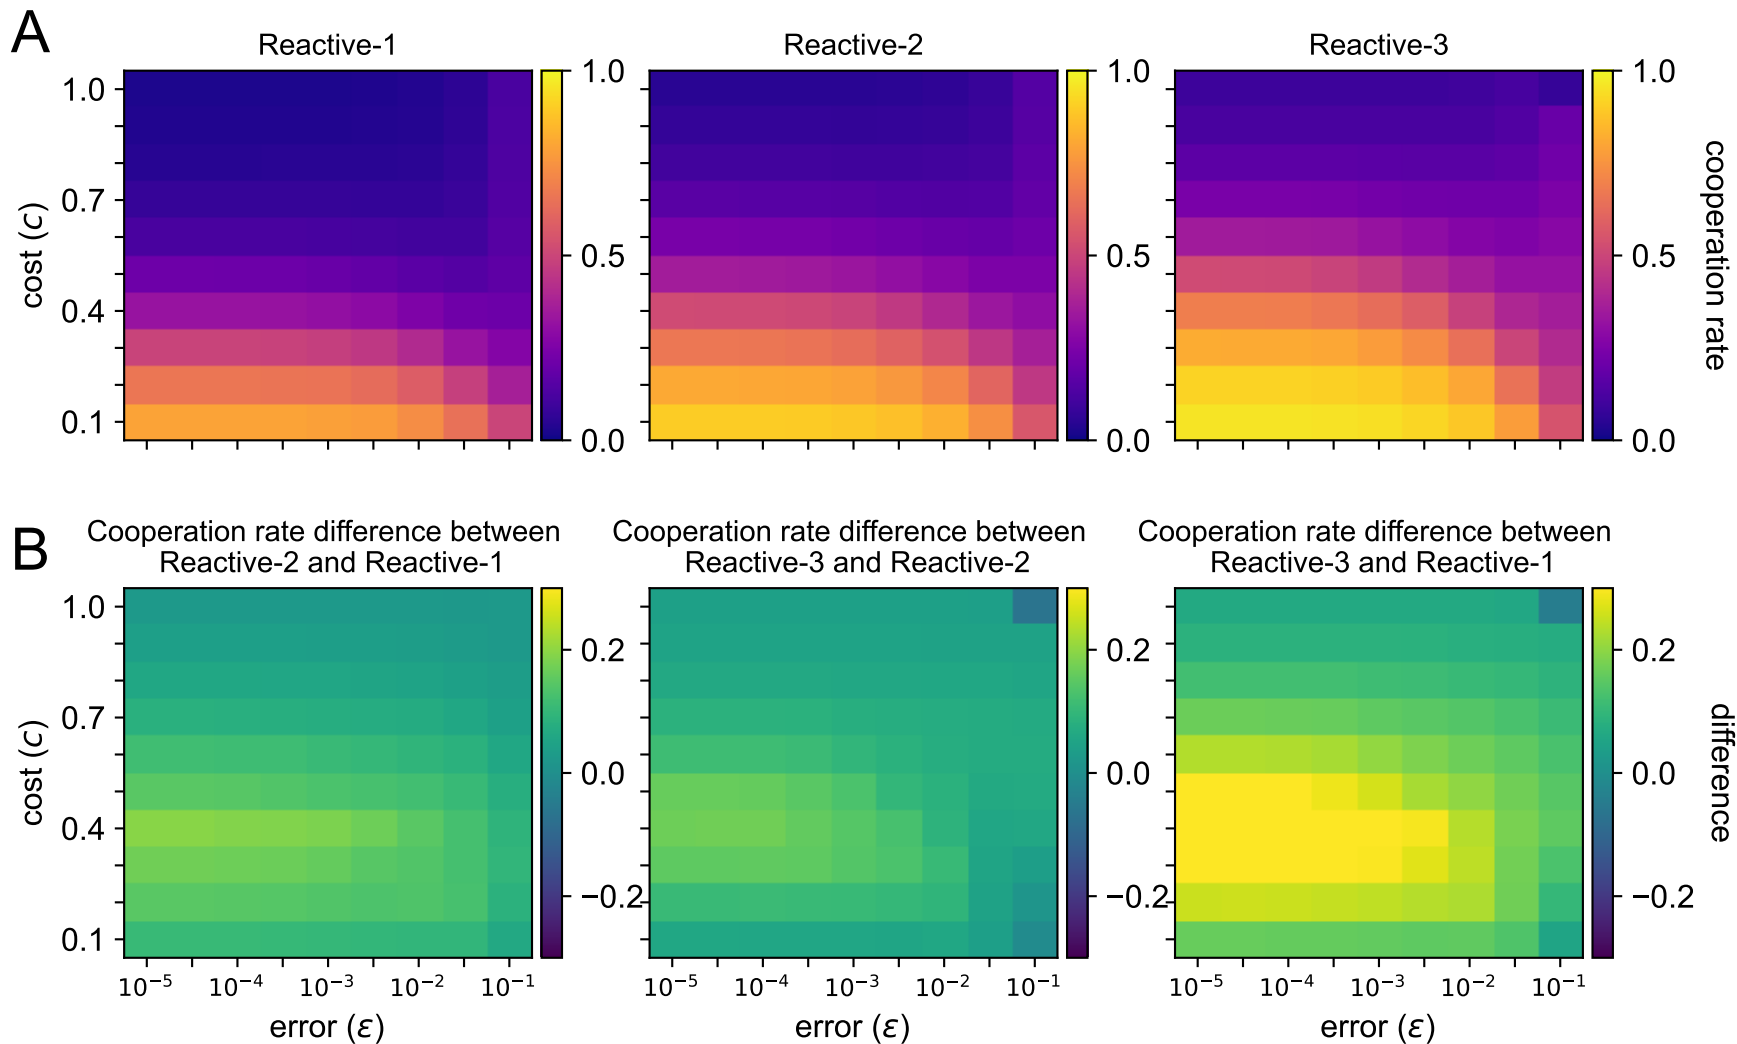 A
Reactive-1
Reactive-2
Reactive-3
cost (c)
1.0
0.7
0.4
0.1
1.0
0.5
0.0
1.0
0.5
0.0
1.0
0.5
0.0
cooperation rate
B
Cooperation rate difference between
Reactive-2 and Reactive-1
Cooperation rate difference between
Reactive-3 and Reactive-2
Cooperation rate difference between
Reactive-3 and Reactive-1
cost (c)
1.0
0.7
0.4
0.1
0.2
0.0
−0.2
0.2
0.0
−0.2
0.2
0.0
−0.2
difference
10⁻⁵ 10⁻⁴ 10⁻³ 10⁻² 10⁻¹
10⁻⁵ 10⁻⁴ 10⁻³ 10⁻² 10⁻¹
10⁻⁵ 10⁻⁴ 10⁻³ 10⁻² 10⁻¹
error (ε)
error (ε)
error (ε)